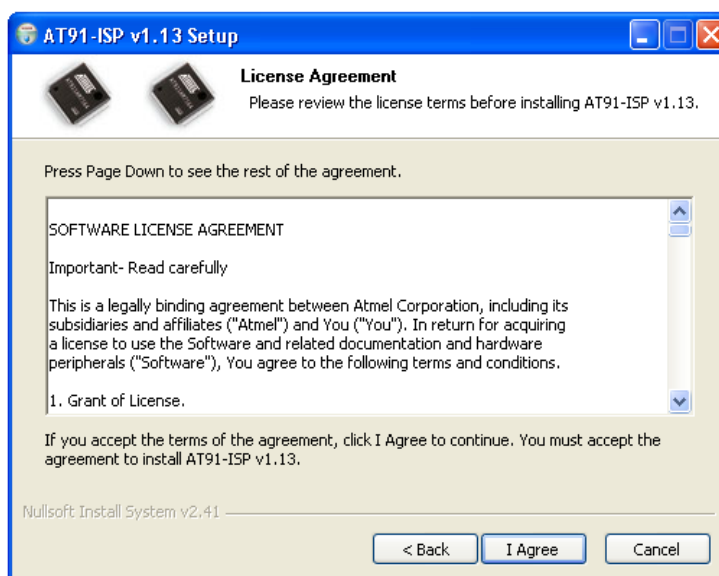 AT91-ISP v1.13 Setup
License Agreement
Please review the license terms before installing AT91-ISP v1.13.
Press Page Down to see the rest of the agreement.
SOFTWARE LICENSE AGREEMENT
Important- Read carefully
This is a legally binding agreement between Atmel Corporation, including its
subsidiaries and affiliates ("Atmel") and You ("You"). In return for acquiring
a license to use the Software and related documentation and hardware
peripherals ("Software"), You agree to the following terms and conditions.
1. Grant of License.
If you accept the terms of the agreement, click I Agree to continue. You must accept the
agreement to install AT91-ISP v1.13.
Nullsoft Install System v2.41
< Back
I Agree
Cancel